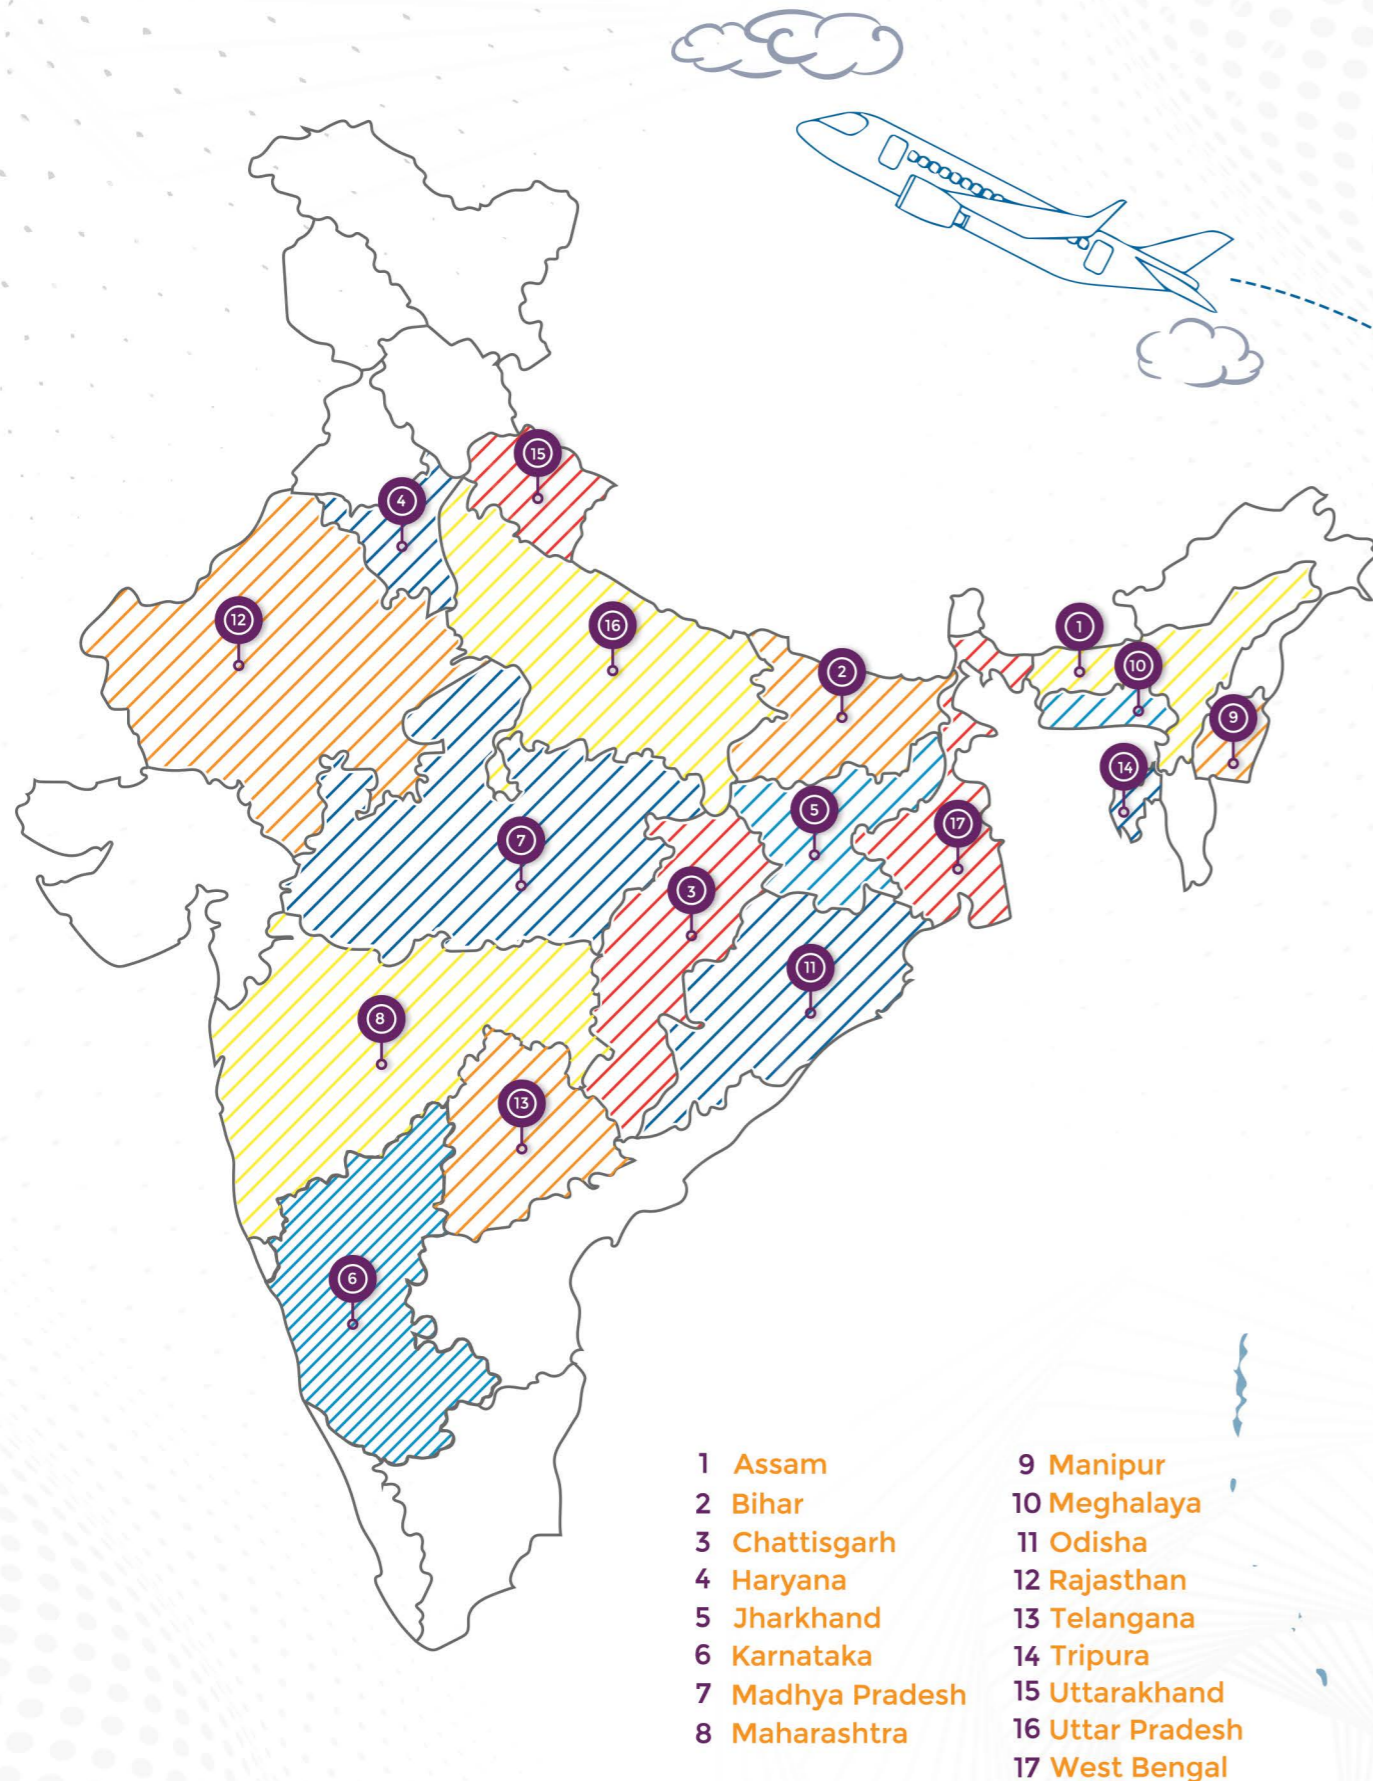 15
4
12
16
1
2
10
9
14
5
17
7
3
11
8
13
6
1 Assam
2 Bihar
3 Chattisgarh
4 Haryana
5 Jharkhand
6 Karnataka
7 Madhya Pradesh
8 Maharashtra
9 Manipur
10 Meghalaya
11 Odisha
12 Rajasthan
13 Telangana
14 Tripura
15 Uttarakhand
16 Uttar Pradesh
17 West Bengal